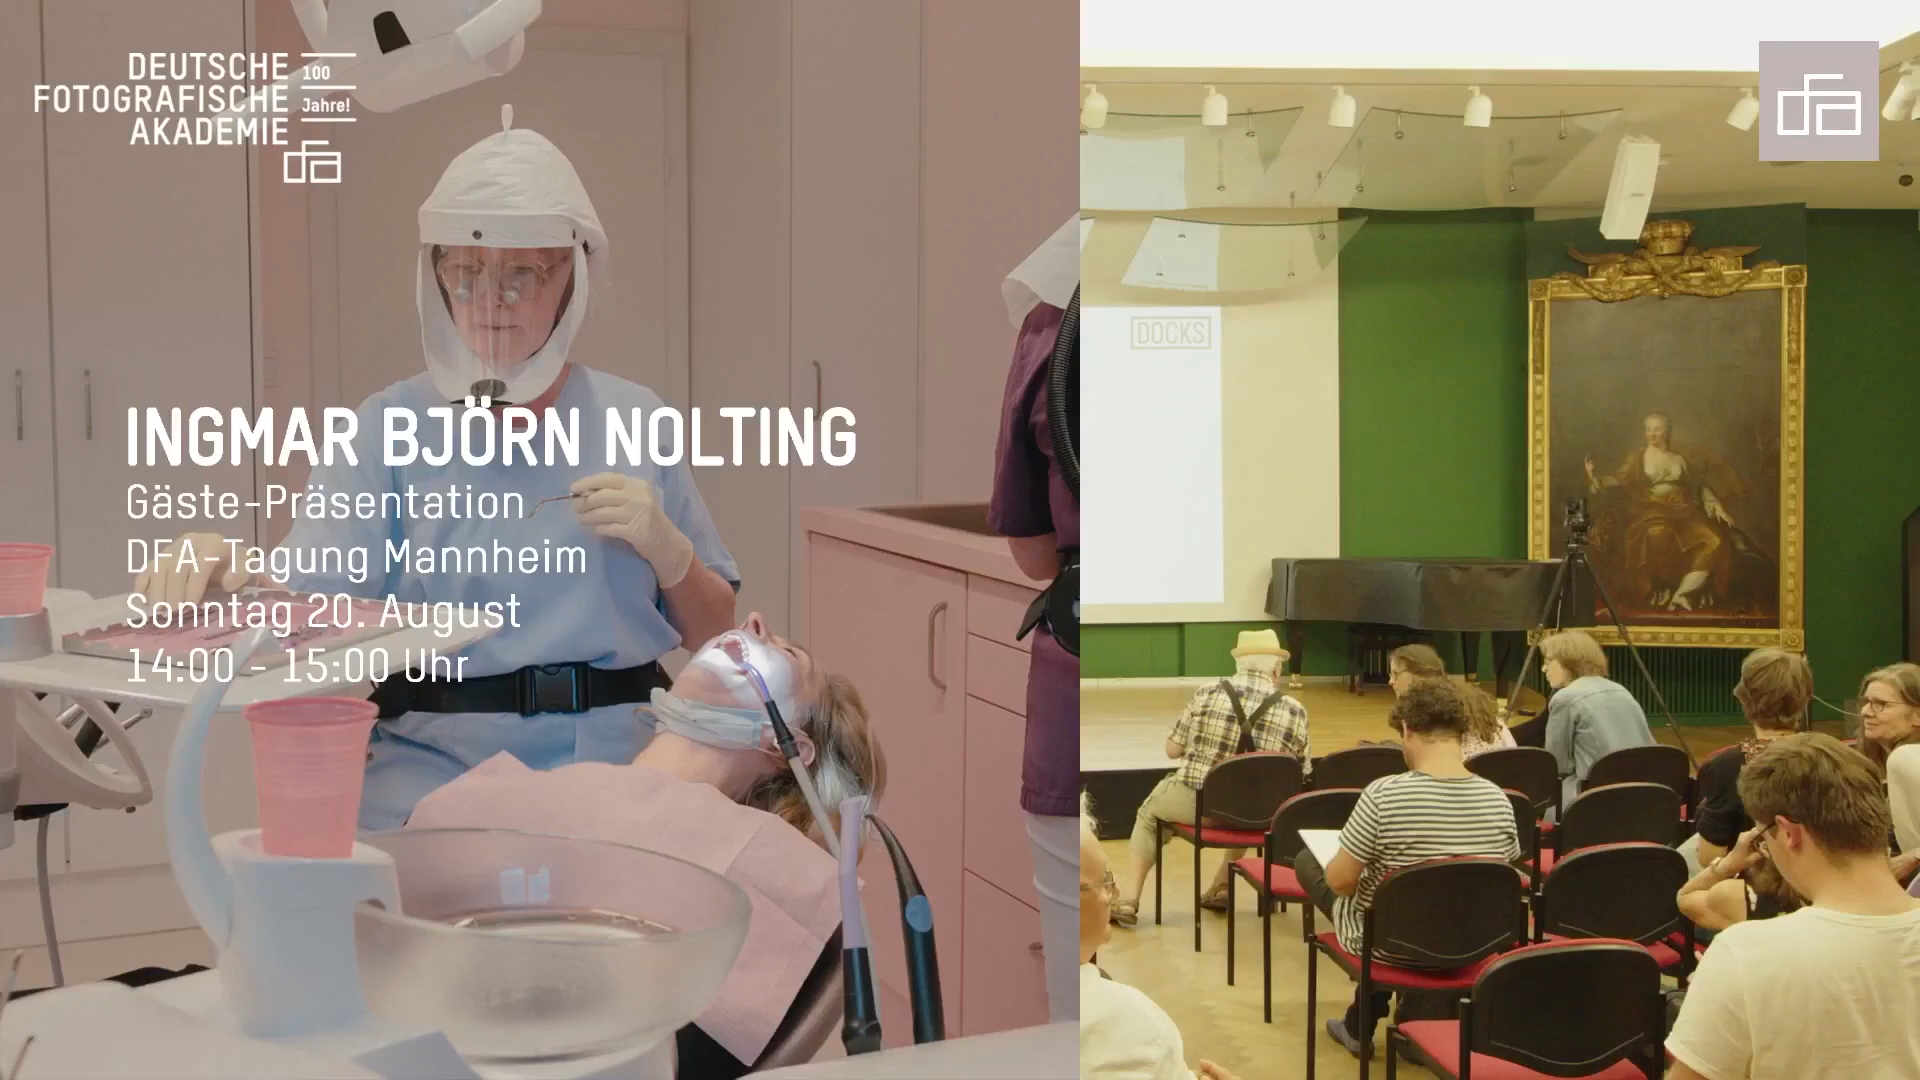 DEUTSCHE
FOTOGRAFISCHE
AKADEMIE
100
Jahre!
dfa
INGMAR BJÖRN NOLTING
Gäste-Präsentation
DFA-Tagung Mannheim
Sonntag 20. August
14:00 - 15:00 Uhr
dfa
DOCKS